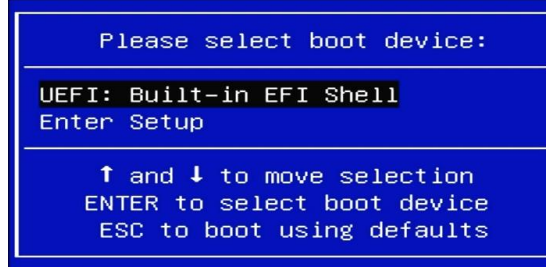 Please select boot device:
UEFI: Built-in EFI Shell
Enter Setup
↑ and ↓ to move selection
ENTER to select boot device
ESC to boot using defaults